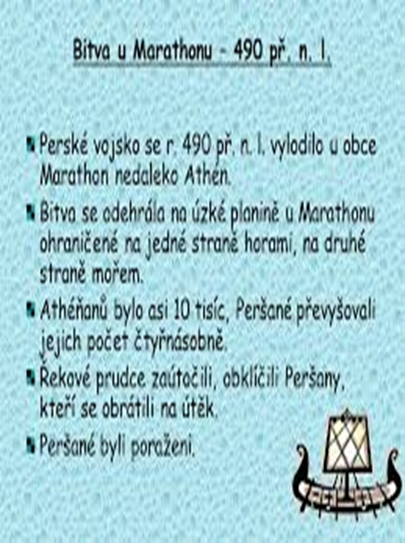 Bitva u Marathonu - 490 př. n. l.
Perské vojsko se r. 490 př. n. l. vylodilo u obce
Marathon nedaleko Athén.
Bitva se odehrála na úzké planině u Marathonu
ohraničené na jedné straně horami, na druhé
straně mořem.
Athéňanů bylo asi 10 tisíc, Peršané převyšovali
jejich počet čtyřnásobně.
Řekové prudce zaútočili, obklíčili Peršany,
kteří se obrátili na útěk.
Peršané byli poraženi.